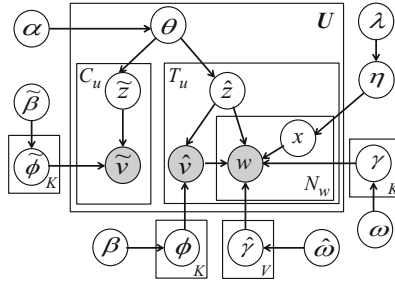 α θ U λ
C_u T_u
z̃ ẑ η
β̃ x
ϕ̃ K ṽ v̂ w N_w γ K
β ϕ K γ̂ V ω̂ ω